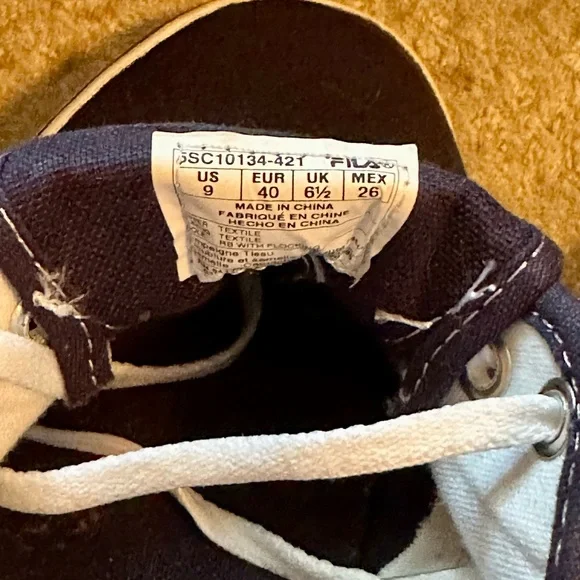 5SC10134-421 FILA
US EUR UK MEX
9 40 6½ 26
MADE IN CHINA
FABRIQUÉ EN CHINE
HECHO EN CHINA
TEXTILE
TEXTILE
RB WITH
Tissu